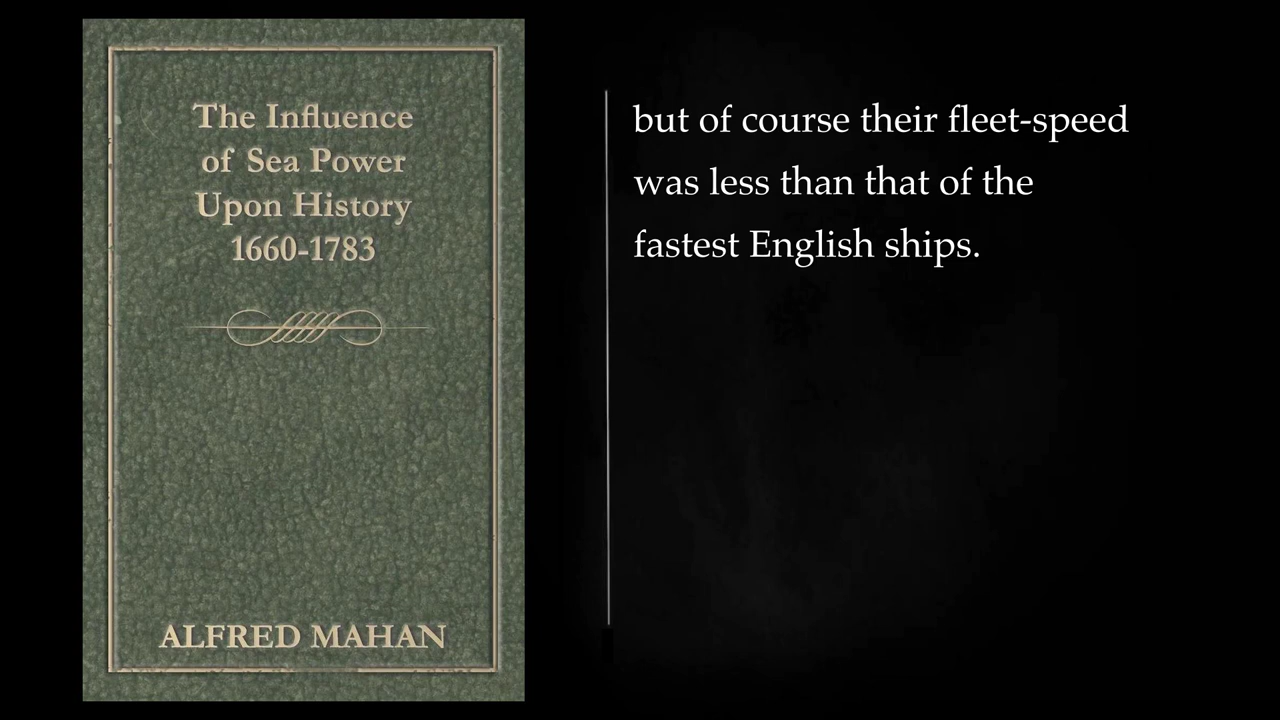 The Influence
of Sea Power
Upon History
1660-1783
ALFRED MAHAN
but of course their fleet-speed
was less than that of the
fastest English ships.